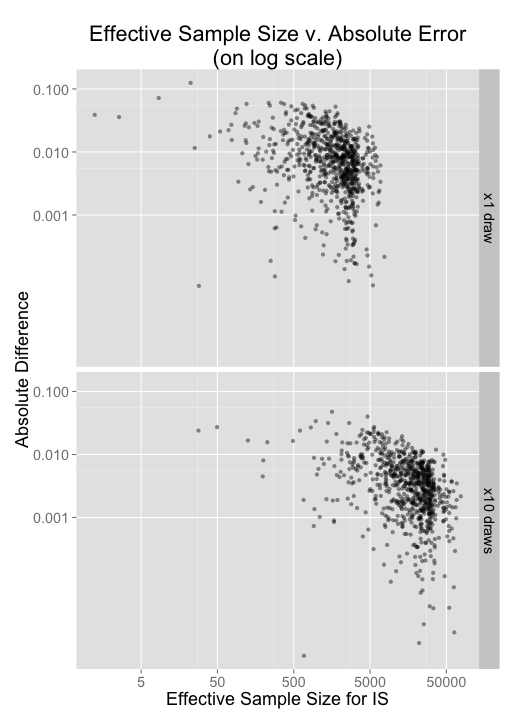 Effective Sample Size v. Absolute Error
(on log scale)
0.100
0.010
0.001
x1 draw
Absolute Difference
0.100
0.010
0.001
x10 draws
5 50 500 5000 50000
Effective Sample Size for IS